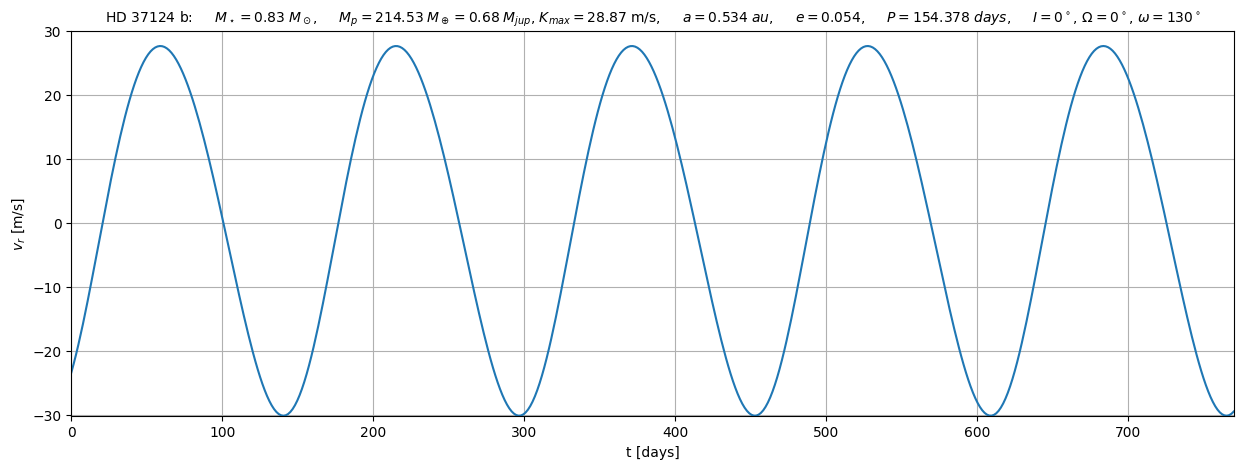 HD 37124 b: M⋆ = 0.83 M⊙, Mp = 214.53 M⊕ = 0.68 Mjup, Kmax = 28.87 m/s, a = 0.534 au, e = 0.054, P = 154.378 days, I = 0°, Ω = 0°, ω = 130°
30
20
10
0
−10
−20
−30
vr [m/s]
0 100 200 300 400 500 600 700
t [days]